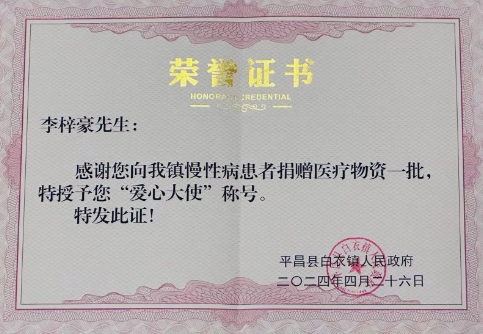 荣誉证书
HONORARY CREDENTIAL
李梓豪先生：
感谢您向我镇慢性病患者捐赠医疗物资一批，
特授予您“爱心大使”称号。
特发此证！
平昌县白衣镇人民政府
二〇二四年四月二十六日